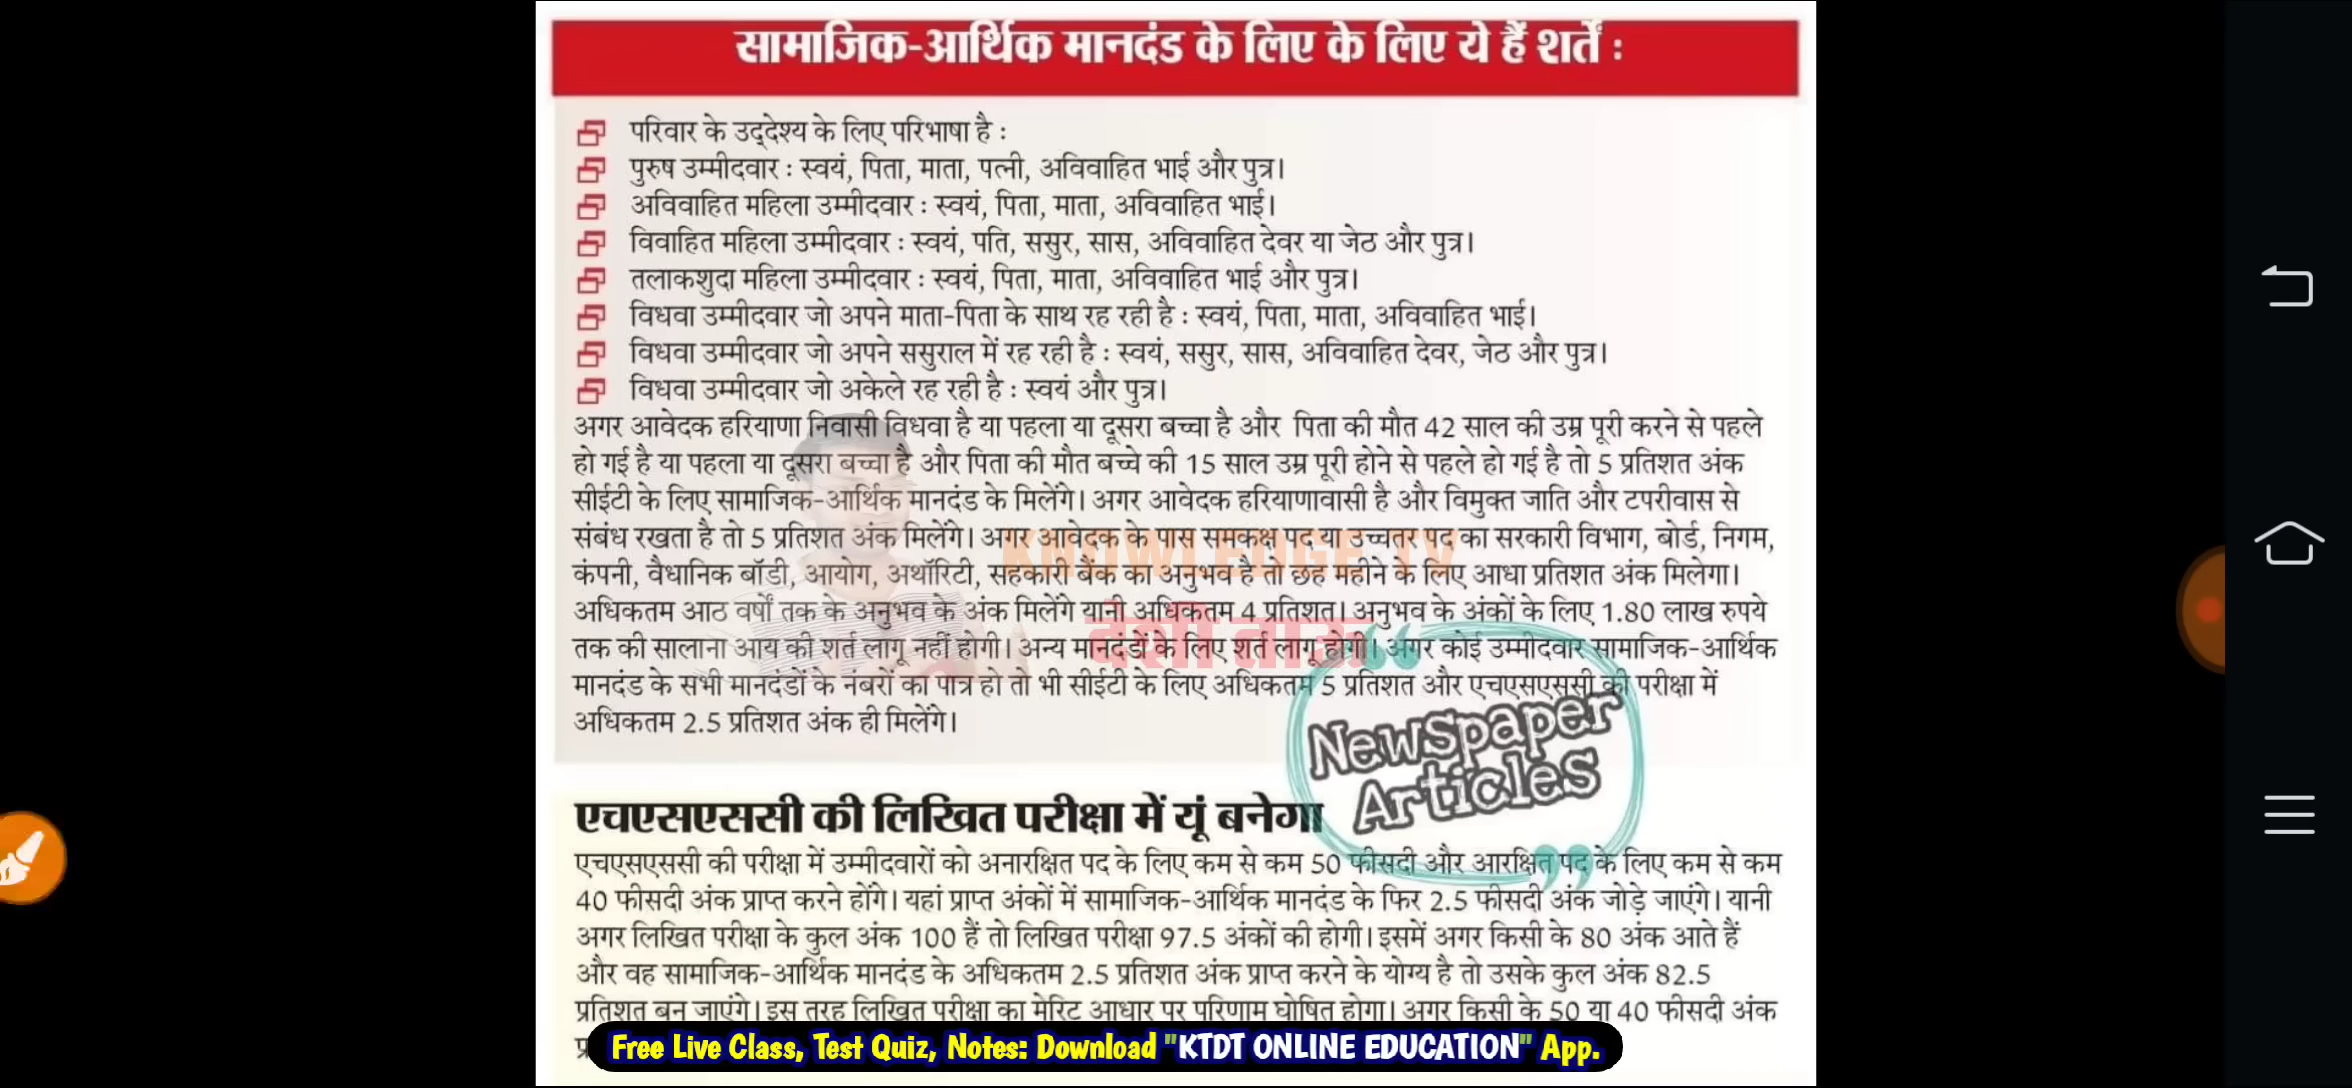 सामाजिक-आर्थिक मानदंड के लिए के लिए ये हैं शर्तें :
परिवार के उद्देश्य के लिए परिभाषा है :
पुरुष उम्मीदवार : स्वयं, पिता, माता, पत्नी, अविवाहित भाई और पुत्र।
अविवाहित महिला उम्मीदवार : स्वयं, पिता, माता, अविवाहित भाई।
विवाहित महिला उम्मीदवार : स्वयं, पति, ससुर, सास, अविवाहित देवर या जेठ और पुत्र।
तलाकशुदा महिला उम्मीदवार : स्वयं, पिता, माता, अविवाहित भाई और पुत्र।
विधवा उम्मीदवार जो अपने माता-पिता के साथ रह रही है : स्वयं, पिता, माता, अविवाहित भाई।
विधवा उम्मीदवार जो अपने ससुराल में रह रही है : स्वयं, ससुर, सास, अविवाहित देवर, जेठ और पुत्र।
विधवा उम्मीदवार जो अकेले रह रही है : स्वयं और पुत्र।
अगर आवेदक हरियाणा निवासी विधवा है या पहला या दूसरा बच्चा है और पिता की मौत 42 साल की उम्र पूरी करने से पहले
हो गई है या पहला या दूसरा बच्चा है और पिता की मौत बच्चे की 15 साल उम्र पूरी होने से पहले हो गई है तो 5 प्रतिशत अंक
सीईटी के लिए सामाजिक-आर्थिक मानदंड के मिलेंगे। अगर आवेदक हरियाणावासी है और विमुक्त जाति और टपरीवास से
संबंध रखता है तो 5 प्रतिशत अंक मिलेंगे। अगर आवेदक के पास समकक्ष पद या उच्चतर पद का सरकारी विभाग, बोर्ड, निगम,
कंपनी, वैधानिक बॉडी, आयोग, अथॉरिटी, सहकारी बैंक का अनुभव है तो छह महीने के लिए आधा प्रतिशत अंक मिलेगा।
अधिकतम आठ वर्षों तक के अनुभव के अंक मिलेंगे यानी अधिकतम 4 प्रतिशत। अनुभव के अंकों के लिए 1.80 लाख रुपये
तक की सालाना आय की शर्त लागू नहीं होगी। अन्य मानदंडों के लिए शर्त लागू होगी। अगर कोई उम्मीदवार सामाजिक-आर्थिक
मानदंड के सभी मानदंडों के नंबरों का पात्र हो तो भी सीईटी के लिए अधिकतम 5 प्रतिशत और एचएसएससी की परीक्षा में
अधिकतम 2.5 प्रतिशत अंक ही मिलेंगे।
KNOWLEDGE TV
देशी ताऊ
Newspaper
Articles
एचएसएससी की लिखित परीक्षा में यूं बनेगा
एचएसएससी की परीक्षा में उम्मीदवारों को अनारक्षित पद के लिए कम से कम 50 फीसदी और आरक्षित पद के लिए कम से कम
40 फीसदी अंक प्राप्त करने होंगे। यहां प्राप्त अंकों में सामाजिक-आर्थिक मानदंड के फिर 2.5 फीसदी अंक जोड़े जाएंगे। यानी
अगर लिखित परीक्षा के कुल अंक 100 हैं तो लिखित परीक्षा 97.5 अंकों की होगी। इसमें अगर किसी के 80 अंक आते हैं
और वह सामाजिक-आर्थिक मानदंड के अधिकतम 2.5 प्रतिशत अंक प्राप्त करने के योग्य है तो उसके कुल अंक 82.5
प्रतिशत बन जाएंगे। इस तरह लिखित परीक्षा का मेरिट आधार पर परिणाम घोषित होगा। अगर किसी के 50 या 40 फीसदी अंक
Free Live Class, Test Quiz, Notes: Download "KTDT ONLINE EDUCATION" App.